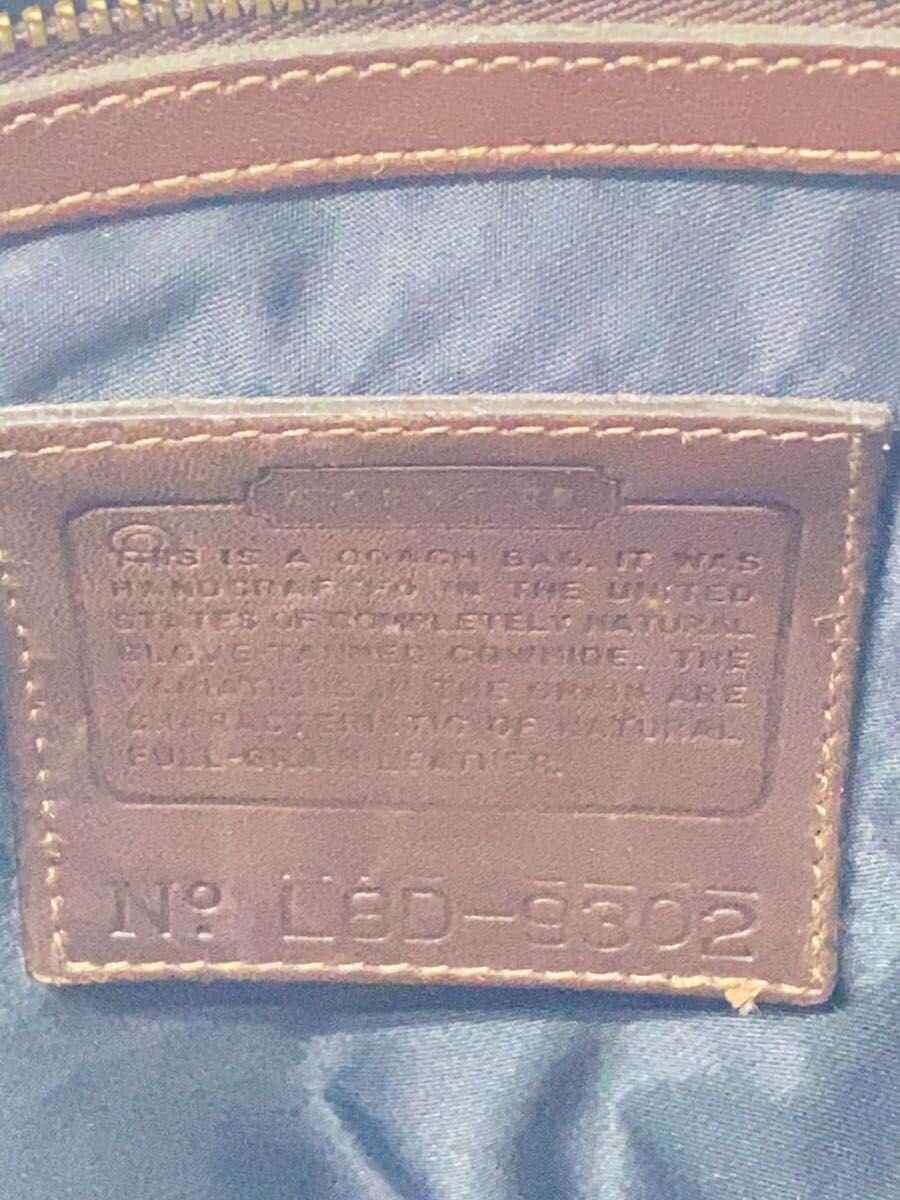 THIS IS A COACH BAG. IT WAS
HANDCRAFTED IN THE UNITED
STATES OF COMPLETELY NATURAL
GLOVE-TANNED COWHIDE. THE
VARIATIONS IN THE GRAIN ARE
CHARACTERISTIC OF NATURAL
FULL-GRAIN LEATHER.
Nº L8D-9302